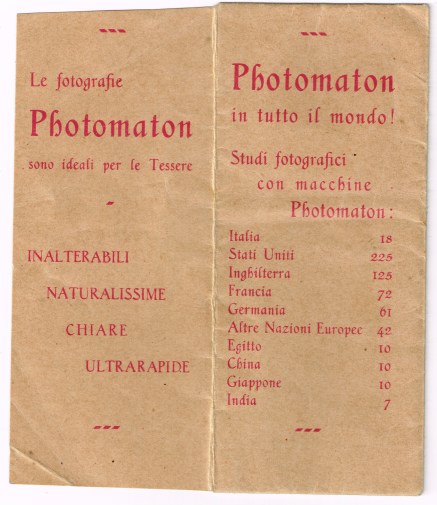 Le fotografie
Photomaton
sono ideali per le Tessere
INALTERABILI
NATURALISSIME
CHIARE
ULTRARAPIDE
Photomaton
in tutto il mondo!
Studi fotografici
con macchine
Photomaton:
Italia 18
Stati Uniti 225
Inghilterra 125
Francia 72
Germania 61
Altre Nazioni Europee 42
Egitto 10
China 10
Giappone 10
India 7